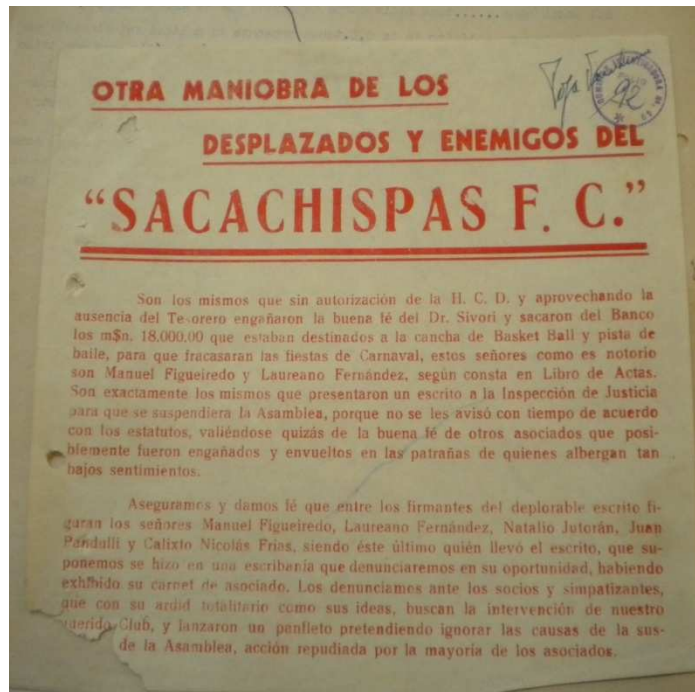 OTRA MANIOBRA DE LOS
DESPLAZADOS Y ENEMIGOS DEL
"SACACHISPAS F. C."
92
Son los mismos que sin autorización de la H. C. D. y aprovechando la
ausencia del Tesorero engañaron la buena fé del Dr. Sivori y sacaron del Banco
los m$n. 18.000.00 que estaban destinados a la cancha de Basket Ball y pista de
baile, para que fracasaran las fiestas de Carnaval, estos señores como es notorio
son Manuel Figueiredo y Laureano Fernández, según consta en Libro de Actas.
Son exactamente los mismos que presentaron un escrito a la Inspección de Justicia
para que se suspendiera la Asamblea, porque no se les avisó con tiempo de acuerdo
con los estatutos, valiéndose quizás de la buena fé de otros asociados que posi-
blemente fueron engañados y envueltos en las patrañas de quienes albergan tan
bajos sentimientos.
Aseguramos y damos fé que entre los firmantes del deplorable escrito fi-
guran los señores Manuel Figueiredo, Laureano Fernández, Natalio Jutorán, Juan
Pandulli y Calixto Nicolás Frías, siendo éste último quién llevó el escrito, que su-
ponemos se hizo en una escribanía que denunciaremos en su oportunidad, habiendo
exhibido su carnet de asociado. Los denunciamos ante los socios y simpatizantes,
que con su ardid totalitario como sus ideas, buscan la intervención de nuestro
querido Club, y lanzaron un panfleto pretendiendo ignorar las causas de la sus-
de la Asamblea, acción repudiada por la mayoría de los asociados.